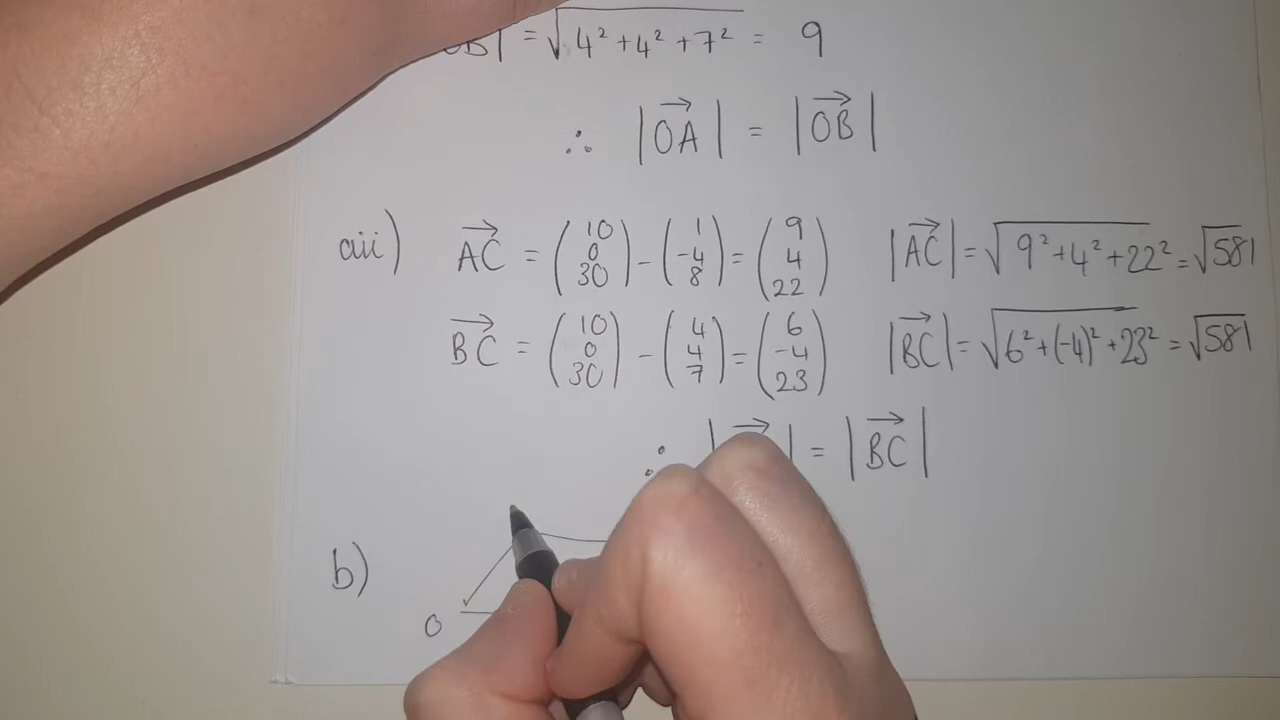 OB| = √4² + 4² + 7² = 9
∴ |OA→| = |OB→|
aii) AC→ = (10 0 30) − (1 −4 8) = (9 4 22) |AC→| = √9² + 4² + 22² = √581
BC→ = (10 0 30) − (4 4 7) = (6 −4 23) |BC→| = √6² + (−4)² + 23² = √581
∴ | →| = |BC→|
b)
O